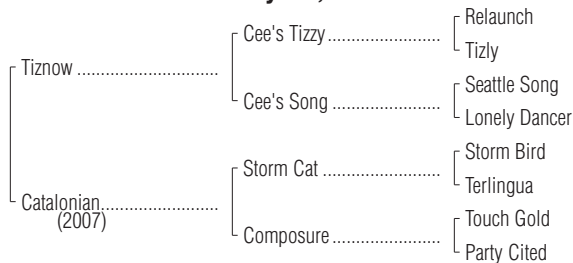 Relaunch
Cee's Tizzy ..........................
Tizly
Tiznow .................................
Seattle Song
Cee's Song .........................
Lonely Dancer
Storm Bird
Storm Cat ...........................
Terlingua
Catalonian...........................
(2007)
Touch Gold
Composure .........................
Party Cited